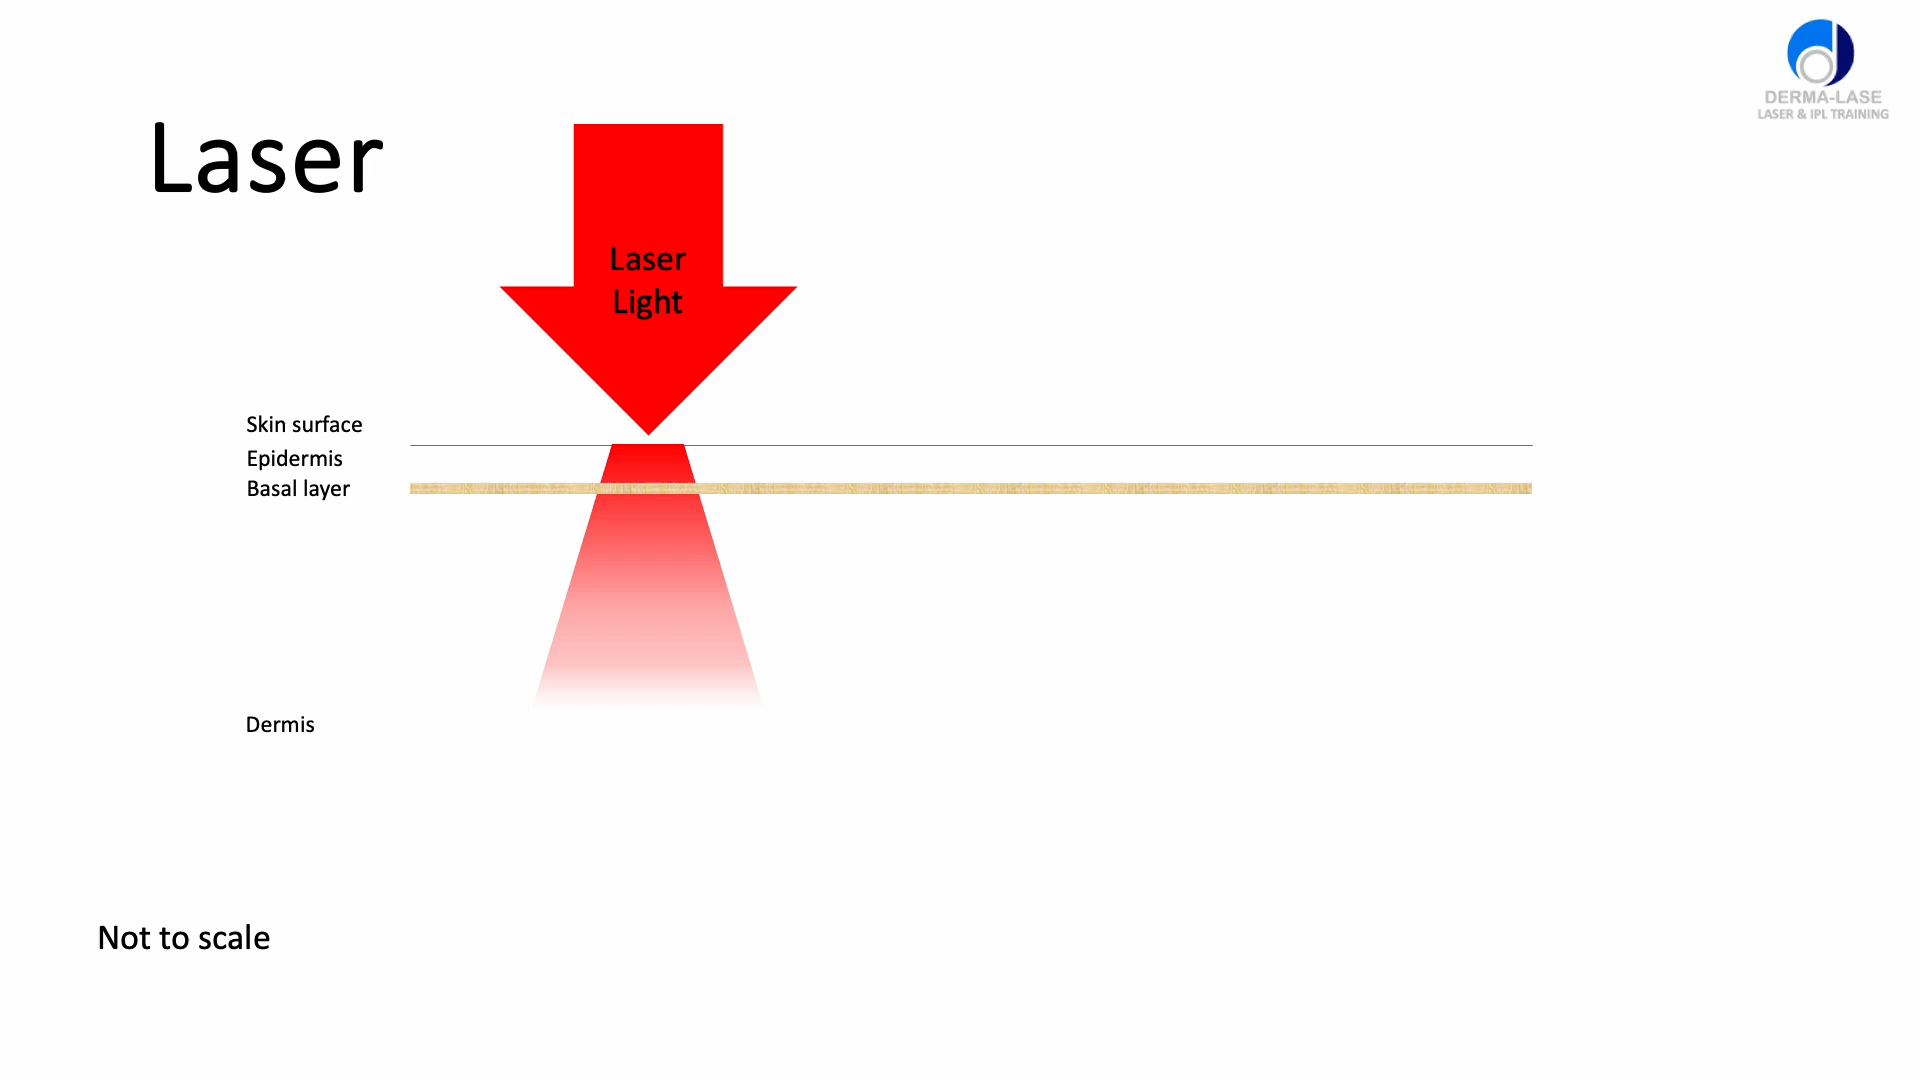 DERMA-LASE
LASER & IPL TRAINING
Laser
Laser
Light
Skin surface
Epidermis
Basal layer
Dermis
Not to scale